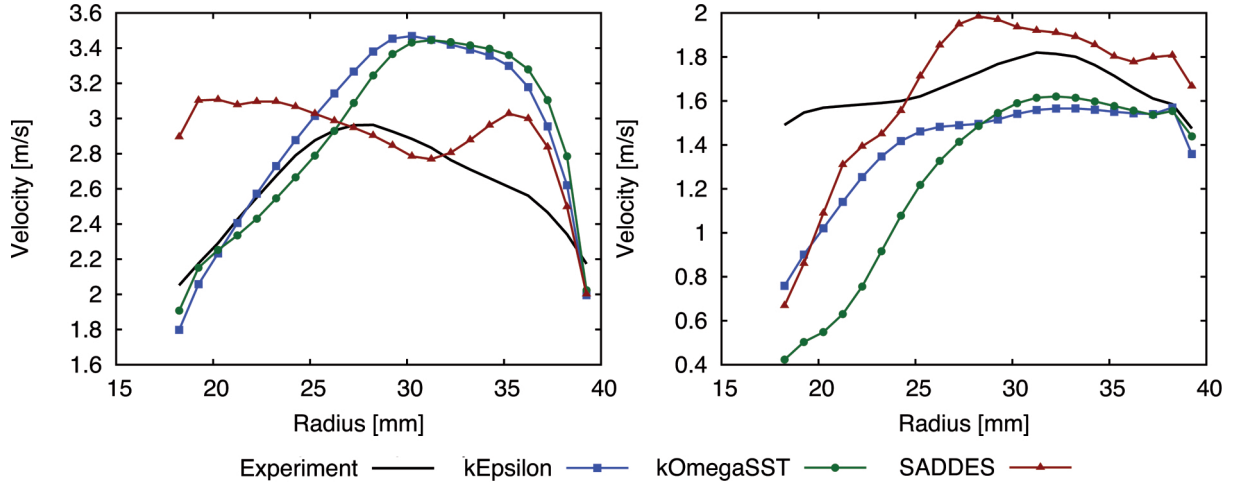 3.6
3.4
3.2
3
2.8
2.6
2.4
2.2
2
1.8
1.6
Velocity [m/s]
15 20 25 30 35 40
Radius [mm]
2
1.8
1.6
1.4
1.2
1
0.8
0.6
0.4
Velocity [m/s]
15 20 25 30 35 40
Radius [mm]
Experiment kEpsilon kOmegaSST SADDES